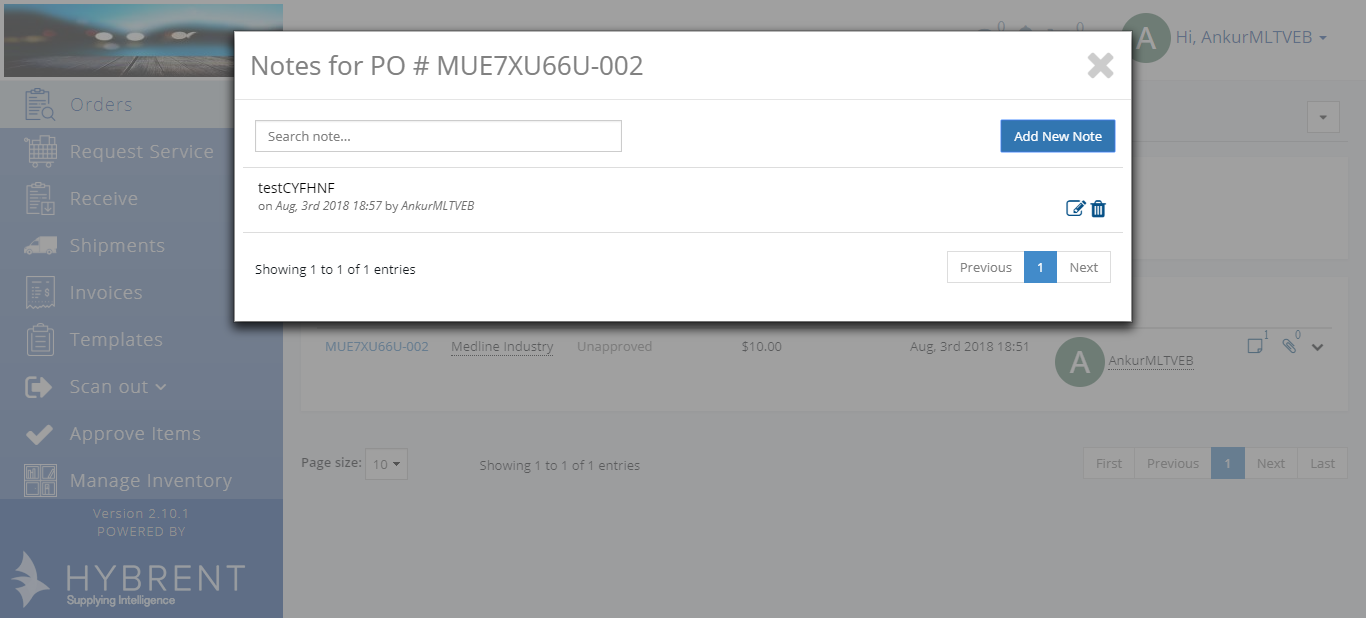 0 0
A Hi, AnkurMLTVEB
Notes for PO # MUE7XU66U-002
Search note...
Add New Note
testCYFHNF
on Aug, 3rd 2018 18:57 by AnkurMLTVEB
Showing 1 to 1 of 1 entries
Previous 1 Next
Orders
Request Service
Receive
Shipments
Invoices
Templates
Scan out
Approve Items
Manage Inventory
Version 2.10.1
POWERED BY
HYBRENT
Supplying Intelligence
MUE7XU66U-002 Medline Industry Unapproved $10.00 Aug, 3rd 2018 18:51 A AnkurMLTVEB 1 0
Page size: 10 Showing 1 to 1 of 1 entries First Previous 1 Next Last